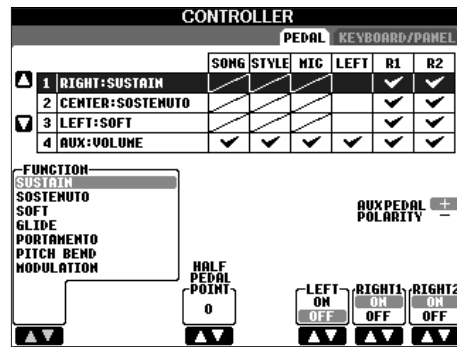 CONTROLLER
PEDAL KEYBOARD/PANEL
SONG STYLE MIC LEFT R1 R2
1 RIGHT:SUSTAIN
2 CENTER:SOSTENUTO
3 LEFT:SOFT
4 AUX:VOLUME
FUNCTION
SUSTAIN
SOSTENUTO
SOFT
GLIDE
PORTAMENTO
PITCH BEND
MODULATION
AUX PEDAL +
POLARITY −
HALF
PEDAL
POINT
0
LEFT RIGHT1 RIGHT2
ON ON ON
OFF OFF OFF